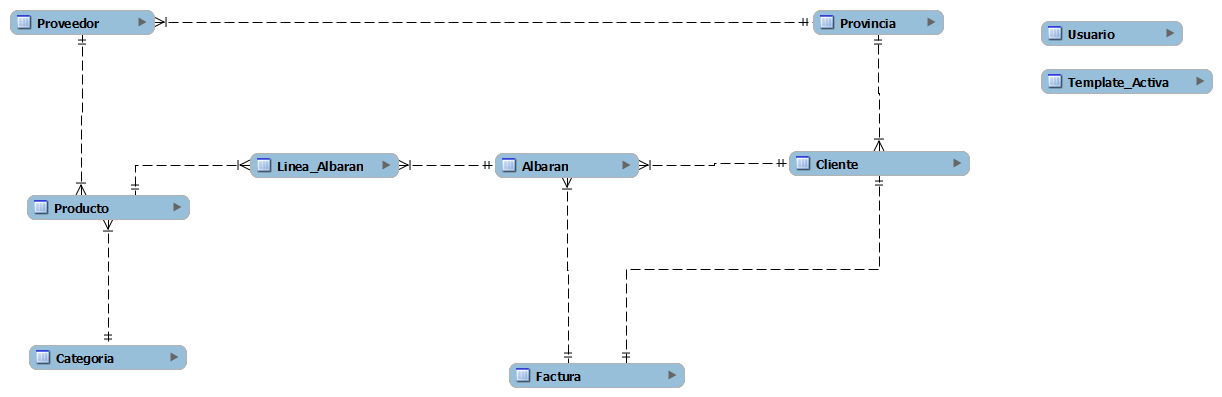 Proveedor
Provincia
Usuario
Template_Activa
Linea_Albaran
Albaran
Cliente
Producto
Categoria
Factura